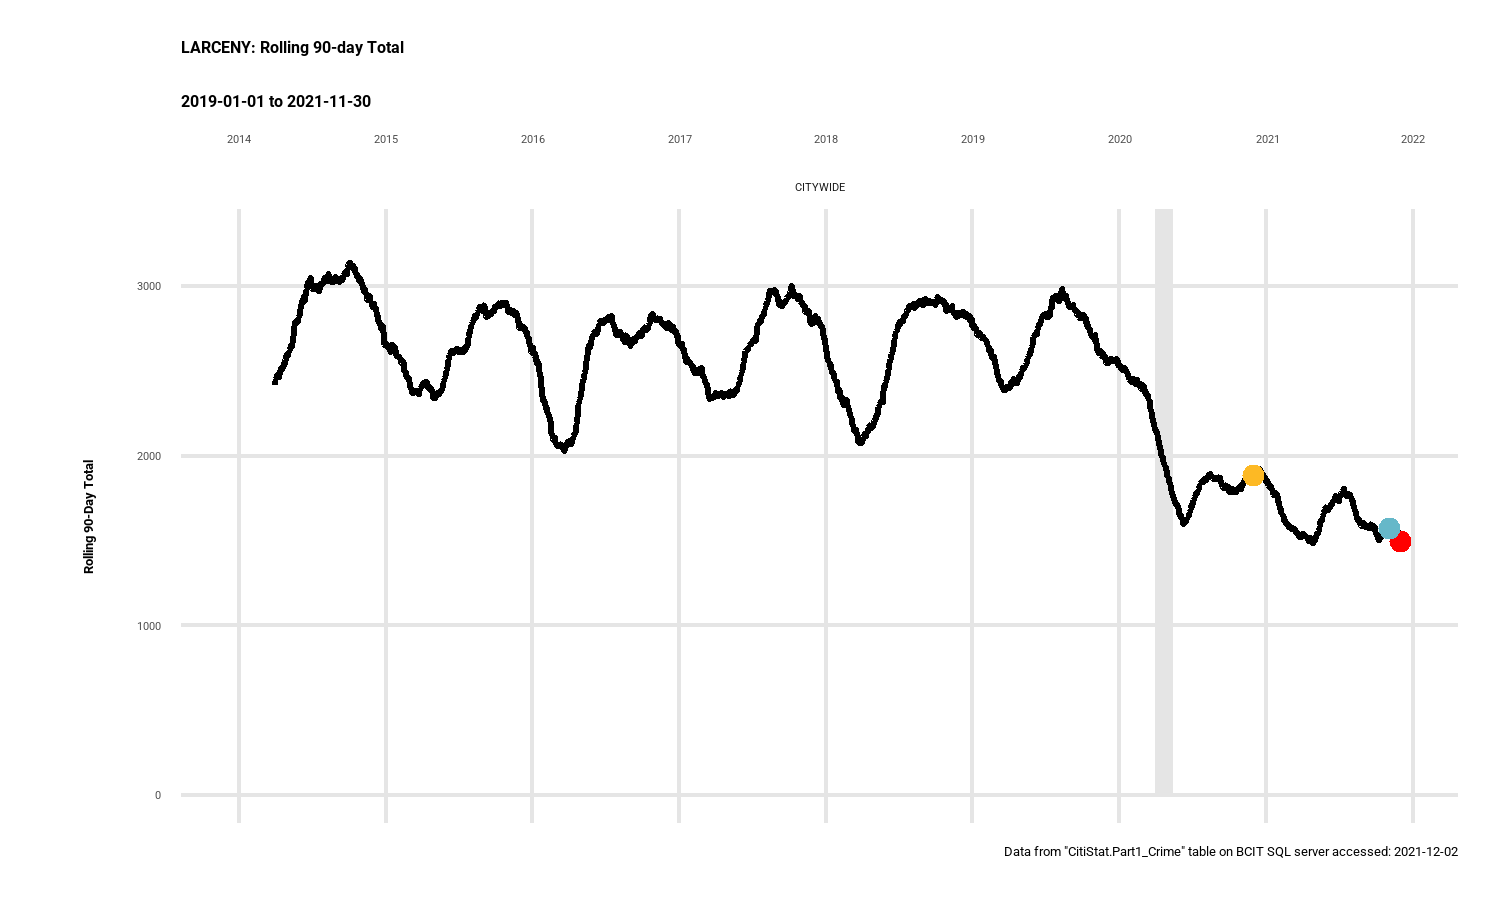 LARCENY: Rolling 90-day Total
2019-01-01 to 2021-11-30
2014 2015 2016 2017 2018 2019 2020 2021 2022
CITYWIDE
3000
2000
1000
0
Rolling 90-Day Total
Data from "CitiStat.Part1_Crime" table on BCIT SQL server accessed: 2021-12-02